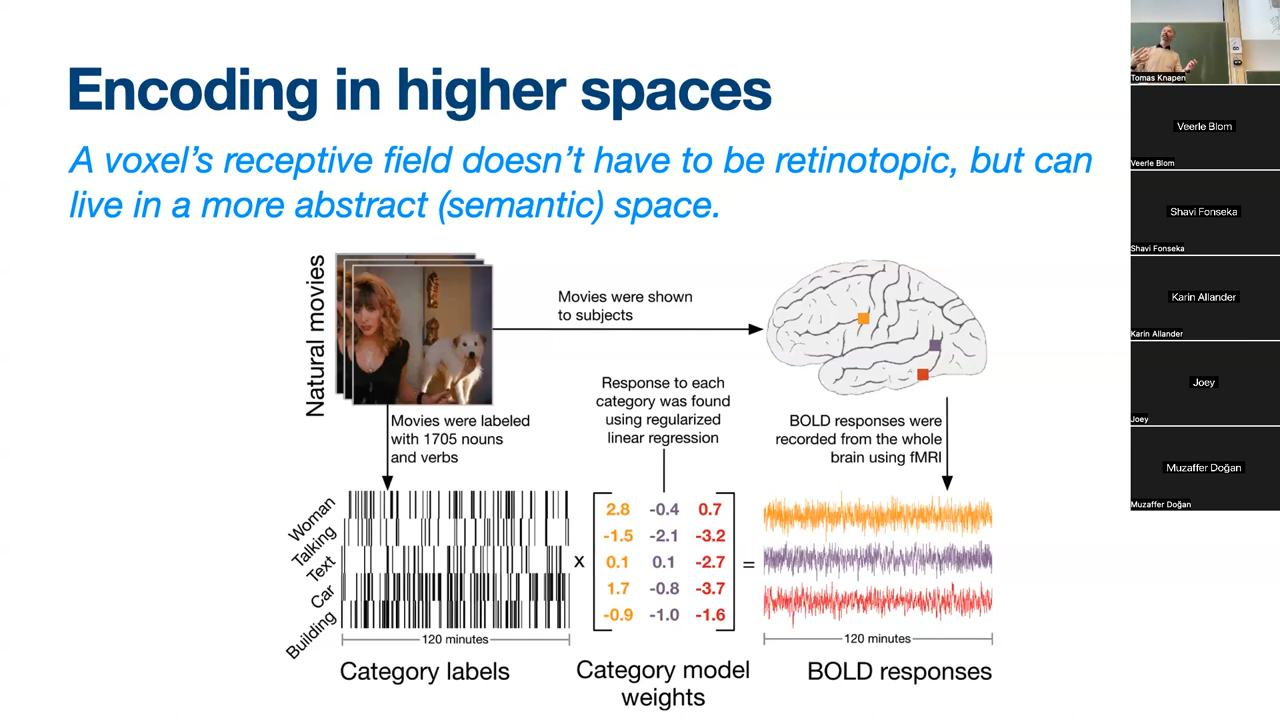 Encoding in higher spaces
A voxel’s receptive field doesn’t have to be retinotopic, but can
live in a more abstract (semantic) space.
Natural movies
Movies were shown
to subjects
Response to each
category was found
using regularized
linear regression
Movies were labeled
with 1705 nouns
and verbs
BOLD responses were
recorded from the whole
brain using fMRI
Woman
Talking
Text
Car
Building
x
2.8 -0.4 0.7
-1.5 -2.1 -3.2
0.1 0.1 -2.7
1.7 -0.8 -3.7
-0.9 -1.0 -1.6
=
120 minutes
120 minutes
Category labels
Category model
weights
BOLD responses
Tomas Knapen
Veerle Blom
Veerle Blom
Shavi Fonseka
Shavi Fonseka
Karin Allander
Karin Allander
Joey
Joey
Muzaffer Doğan
Muzaffer Doğan